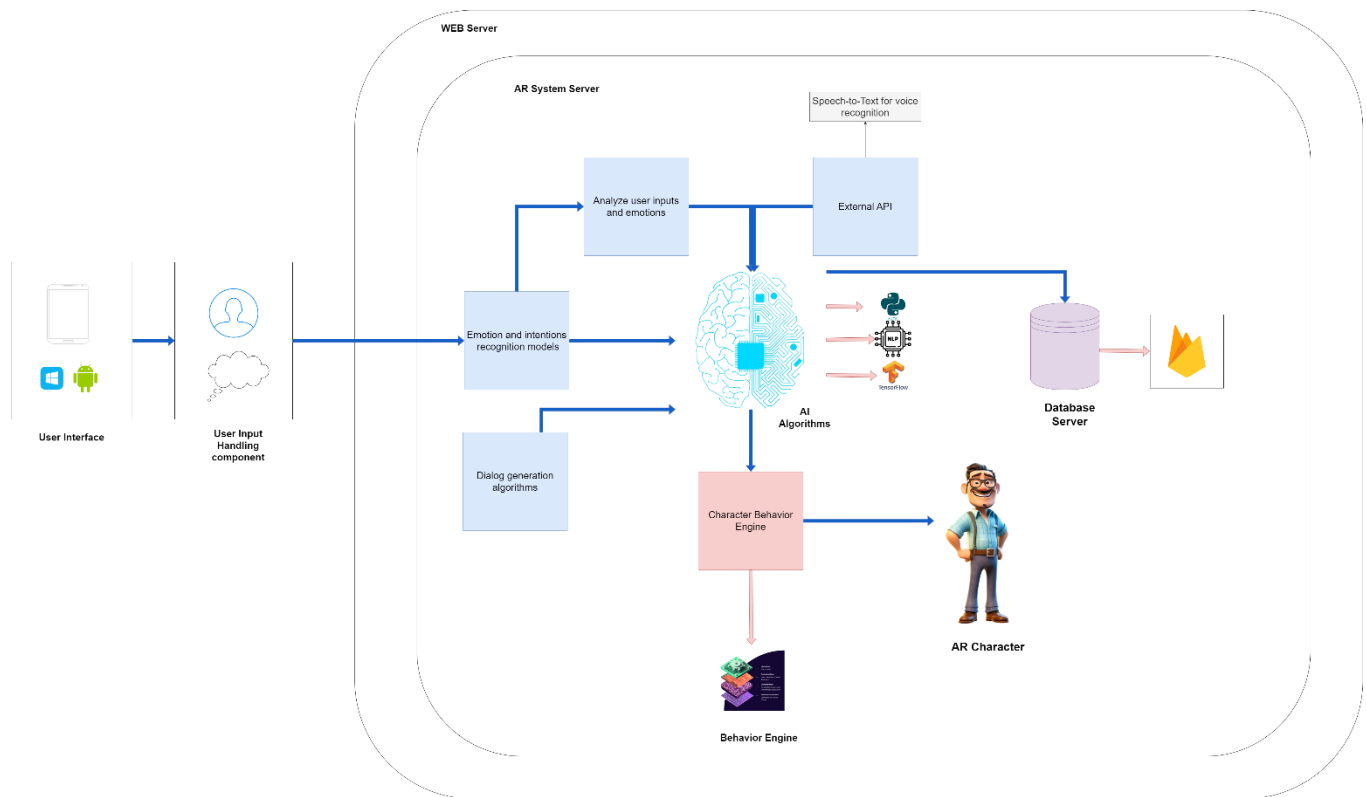 WEB Server
AR System Server
Speech-to-Text for voice
recognition
Analyze user inputs
and emotions
External API
Emotion and intentions
recognition models
NLP
TensorFlow
AI
Algorithms
Database
Server
User Interface
User Input
Handling
component
Dialog generation
algorithms
Character Behavior
Engine
AR Character
Behavior Engine